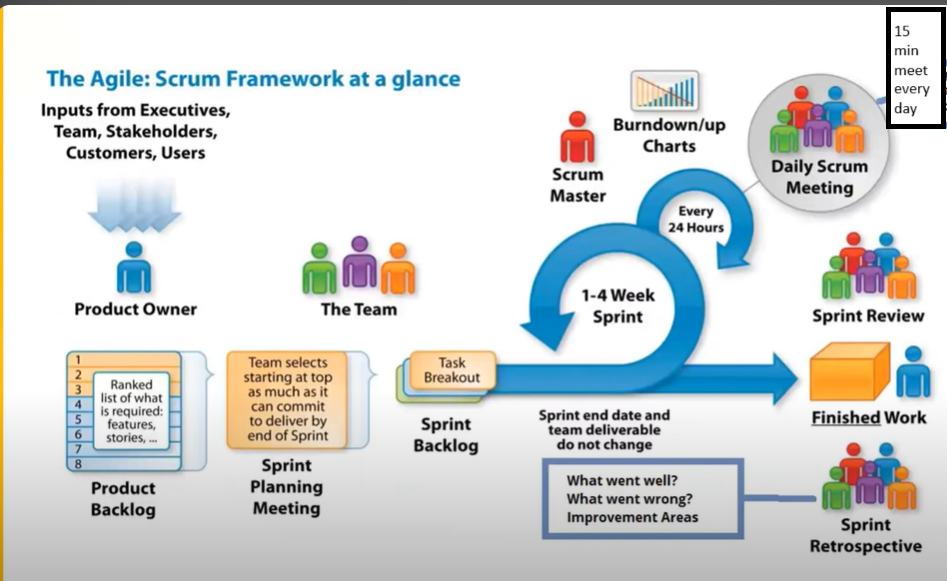 The Agile: Scrum Framework at a glance
Inputs from Executives,
Team, Stakeholders,
Customers, Users
Product Owner
The Team
Scrum
Master
Burndown/up
Charts
Every
24 Hours
Daily Scrum
Meeting
15
min
meet
every
day
1-4 Week
Sprint
Sprint Review
1
2
3
4
5
6
7
8
Ranked
list of what
is required:
features,
stories, ...
Product
Backlog
Team selects
starting at top
as much as it
can commit
to deliver by
end of Sprint
Sprint
Planning
Meeting
Task
Breakout
Sprint
Backlog
Sprint end date and
team deliverable
do not change
Finished Work
What went well?
What went wrong?
Improvement Areas
Sprint
Retrospective